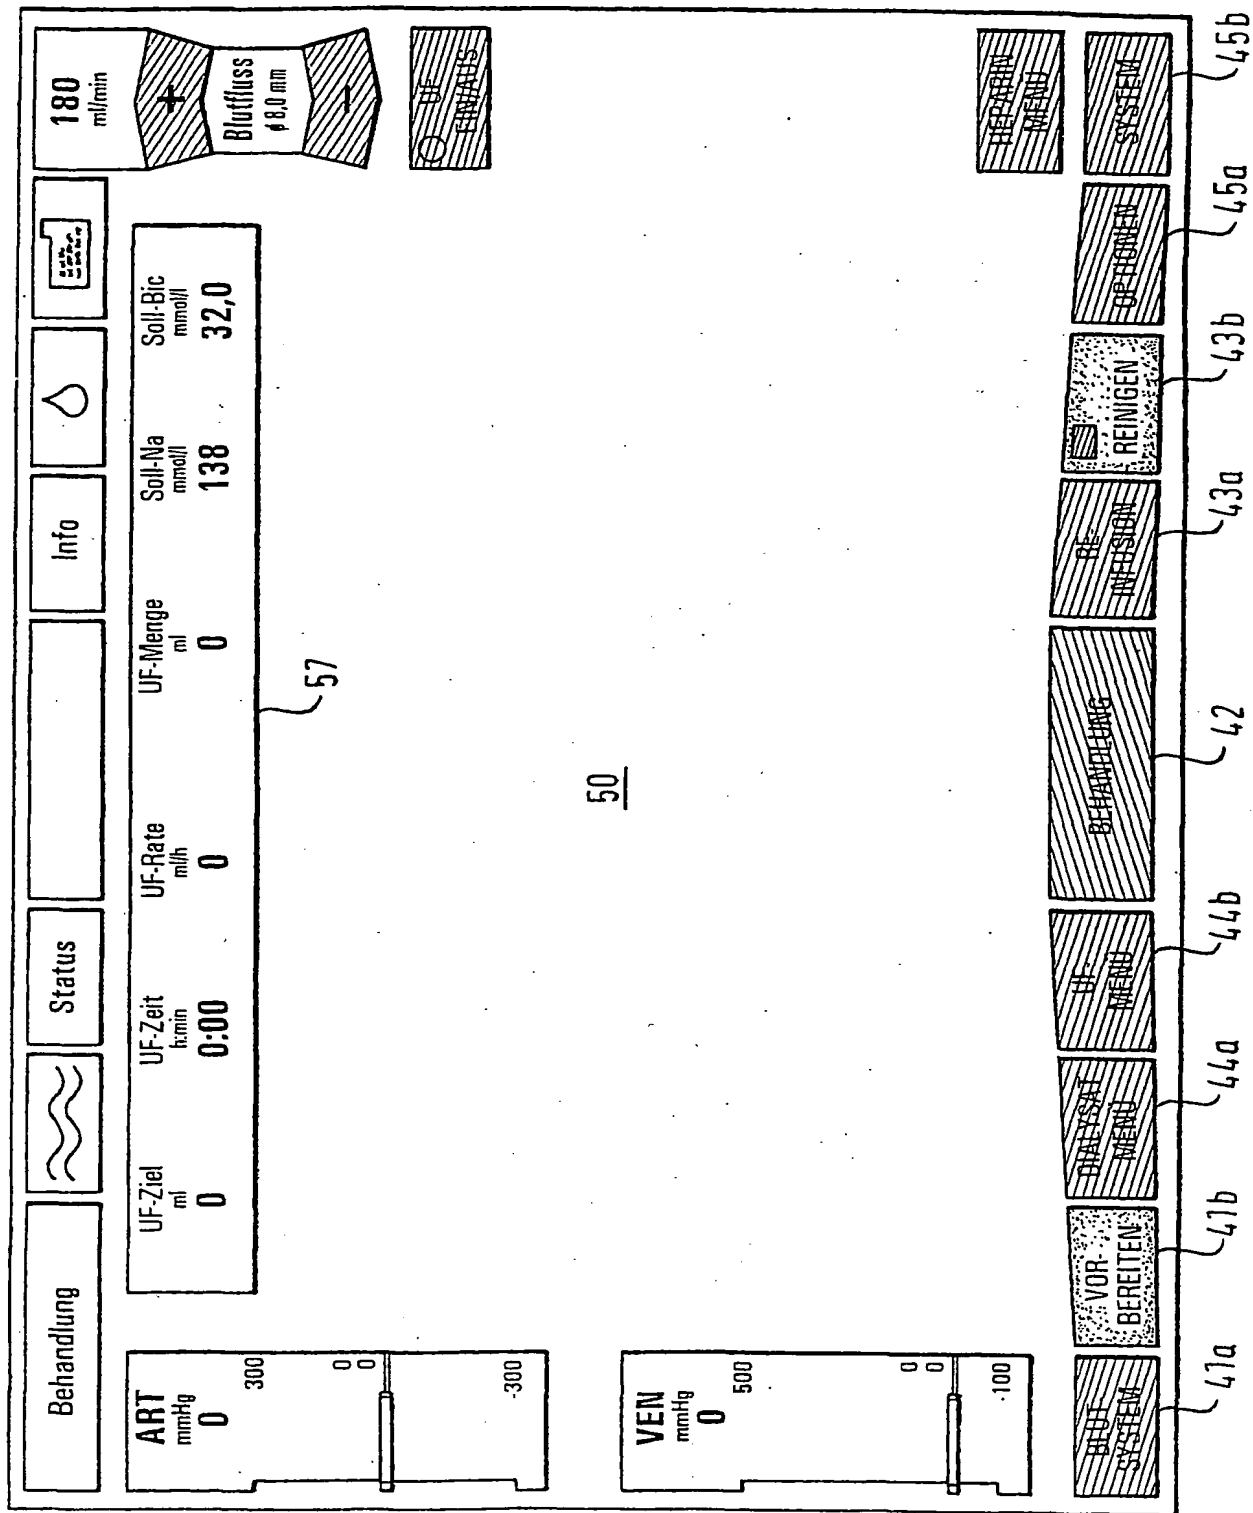 Behandlung
Status
Info
180
ml/min
+
Blutfluss
ϕ 8,0 mm
−
UF
EIN/AUS
UF-Ziel
ml
0
UF-Zeit
h:min
0:00
UF-Rate
ml/h
0
UF-Menge
ml
0
Soll-Na
mmol/l
138
Soll-Bic
mmol/l
32,0
57
ART
mmHg
0
300
0
0
-300
50
VEN
mmHg
0
500
0
0
-100
HEPARIN
MENÜ
BLUT-
SYSTEM
VOR-
BEREITEN
DIALYSAT
MENÜ
UF-
MENÜ
BEHANDLUNG
RE-
INFUSION
REINIGEN
OPTIONEN
SYSTEM
41a
41b
44a
44b
42
43a
43b
45a
45b